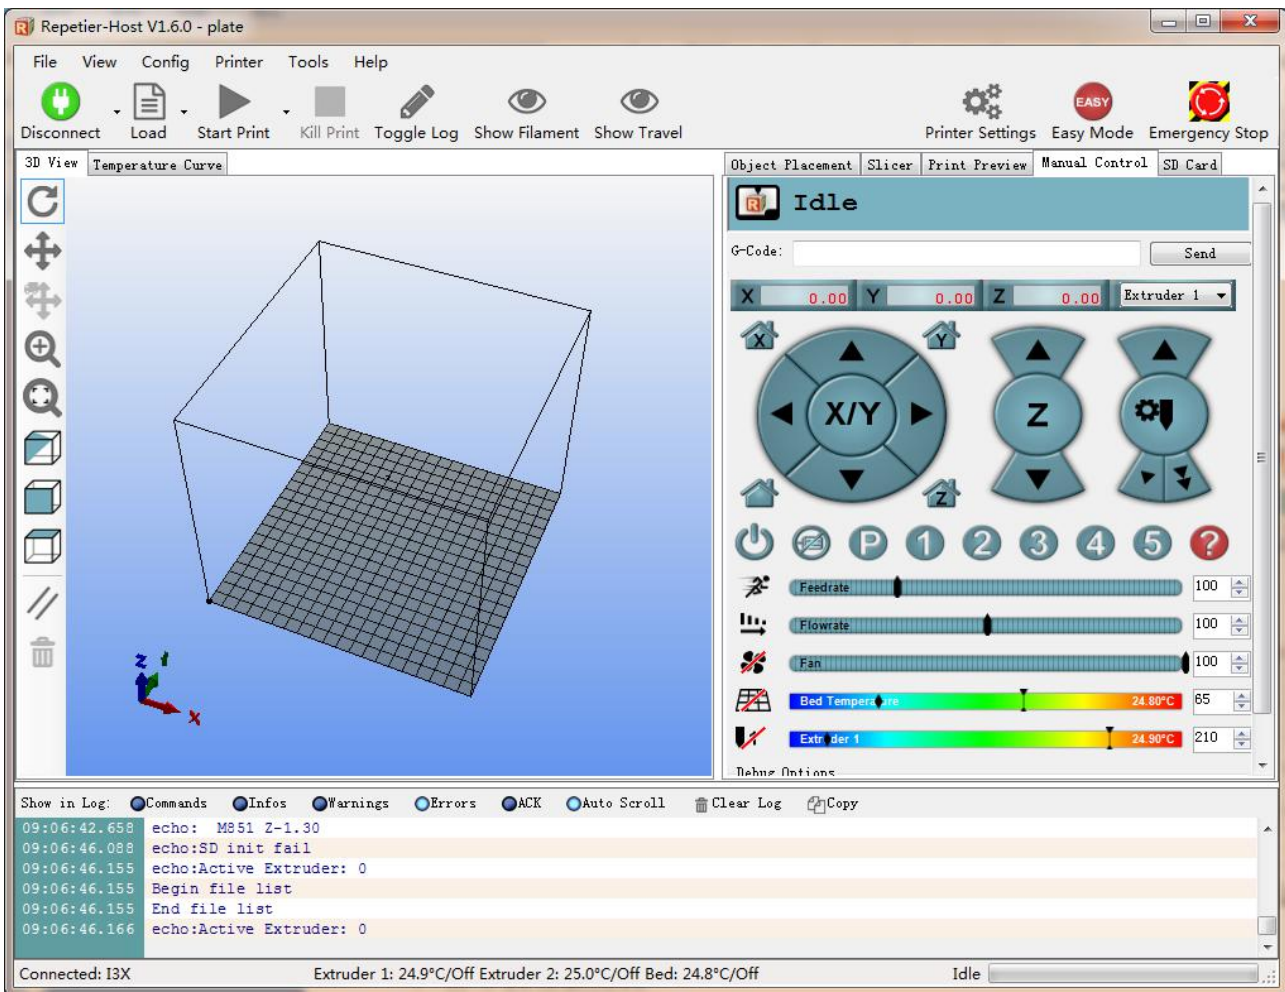 Repetier-Host V1.6.0 - plate
File View Config Printer Tools Help
Disconnect Load Start Print Kill Print Toggle Log Show Filament Show Travel Printer Settings EASY Easy Mode Emergency Stop
3D View Temperature Curve
Object Placement Slicer Print Preview Manual Control SD Card
R Idle
G-Code: Send
X 0.00 Y 0.00 Z 0.00 Extruder 1
X Y
X/Y Z
Z
P 1 2 3 4 5 ?
Feedrate 100
Flowrate 100
Fan 100
Bed Temperature 24.80°C 65
Extruder 1 24.90°C 210
Debug Options
Z Y
X
Show in Log: Commands Infos Warnings Errors ACK Auto Scroll Clear Log Copy
09:06:42.658 echo: M851 Z-1.30
09:06:46.088 echo:SD init fail
09:06:46.155 echo:Active Extruder: 0
09:06:46.155 Begin file list
09:06:46.155 End file list
09:06:46.166 echo:Active Extruder: 0
Connected: I3X Extruder 1: 24.9°C/Off Extruder 2: 25.0°C/Off Bed: 24.8°C/Off Idle